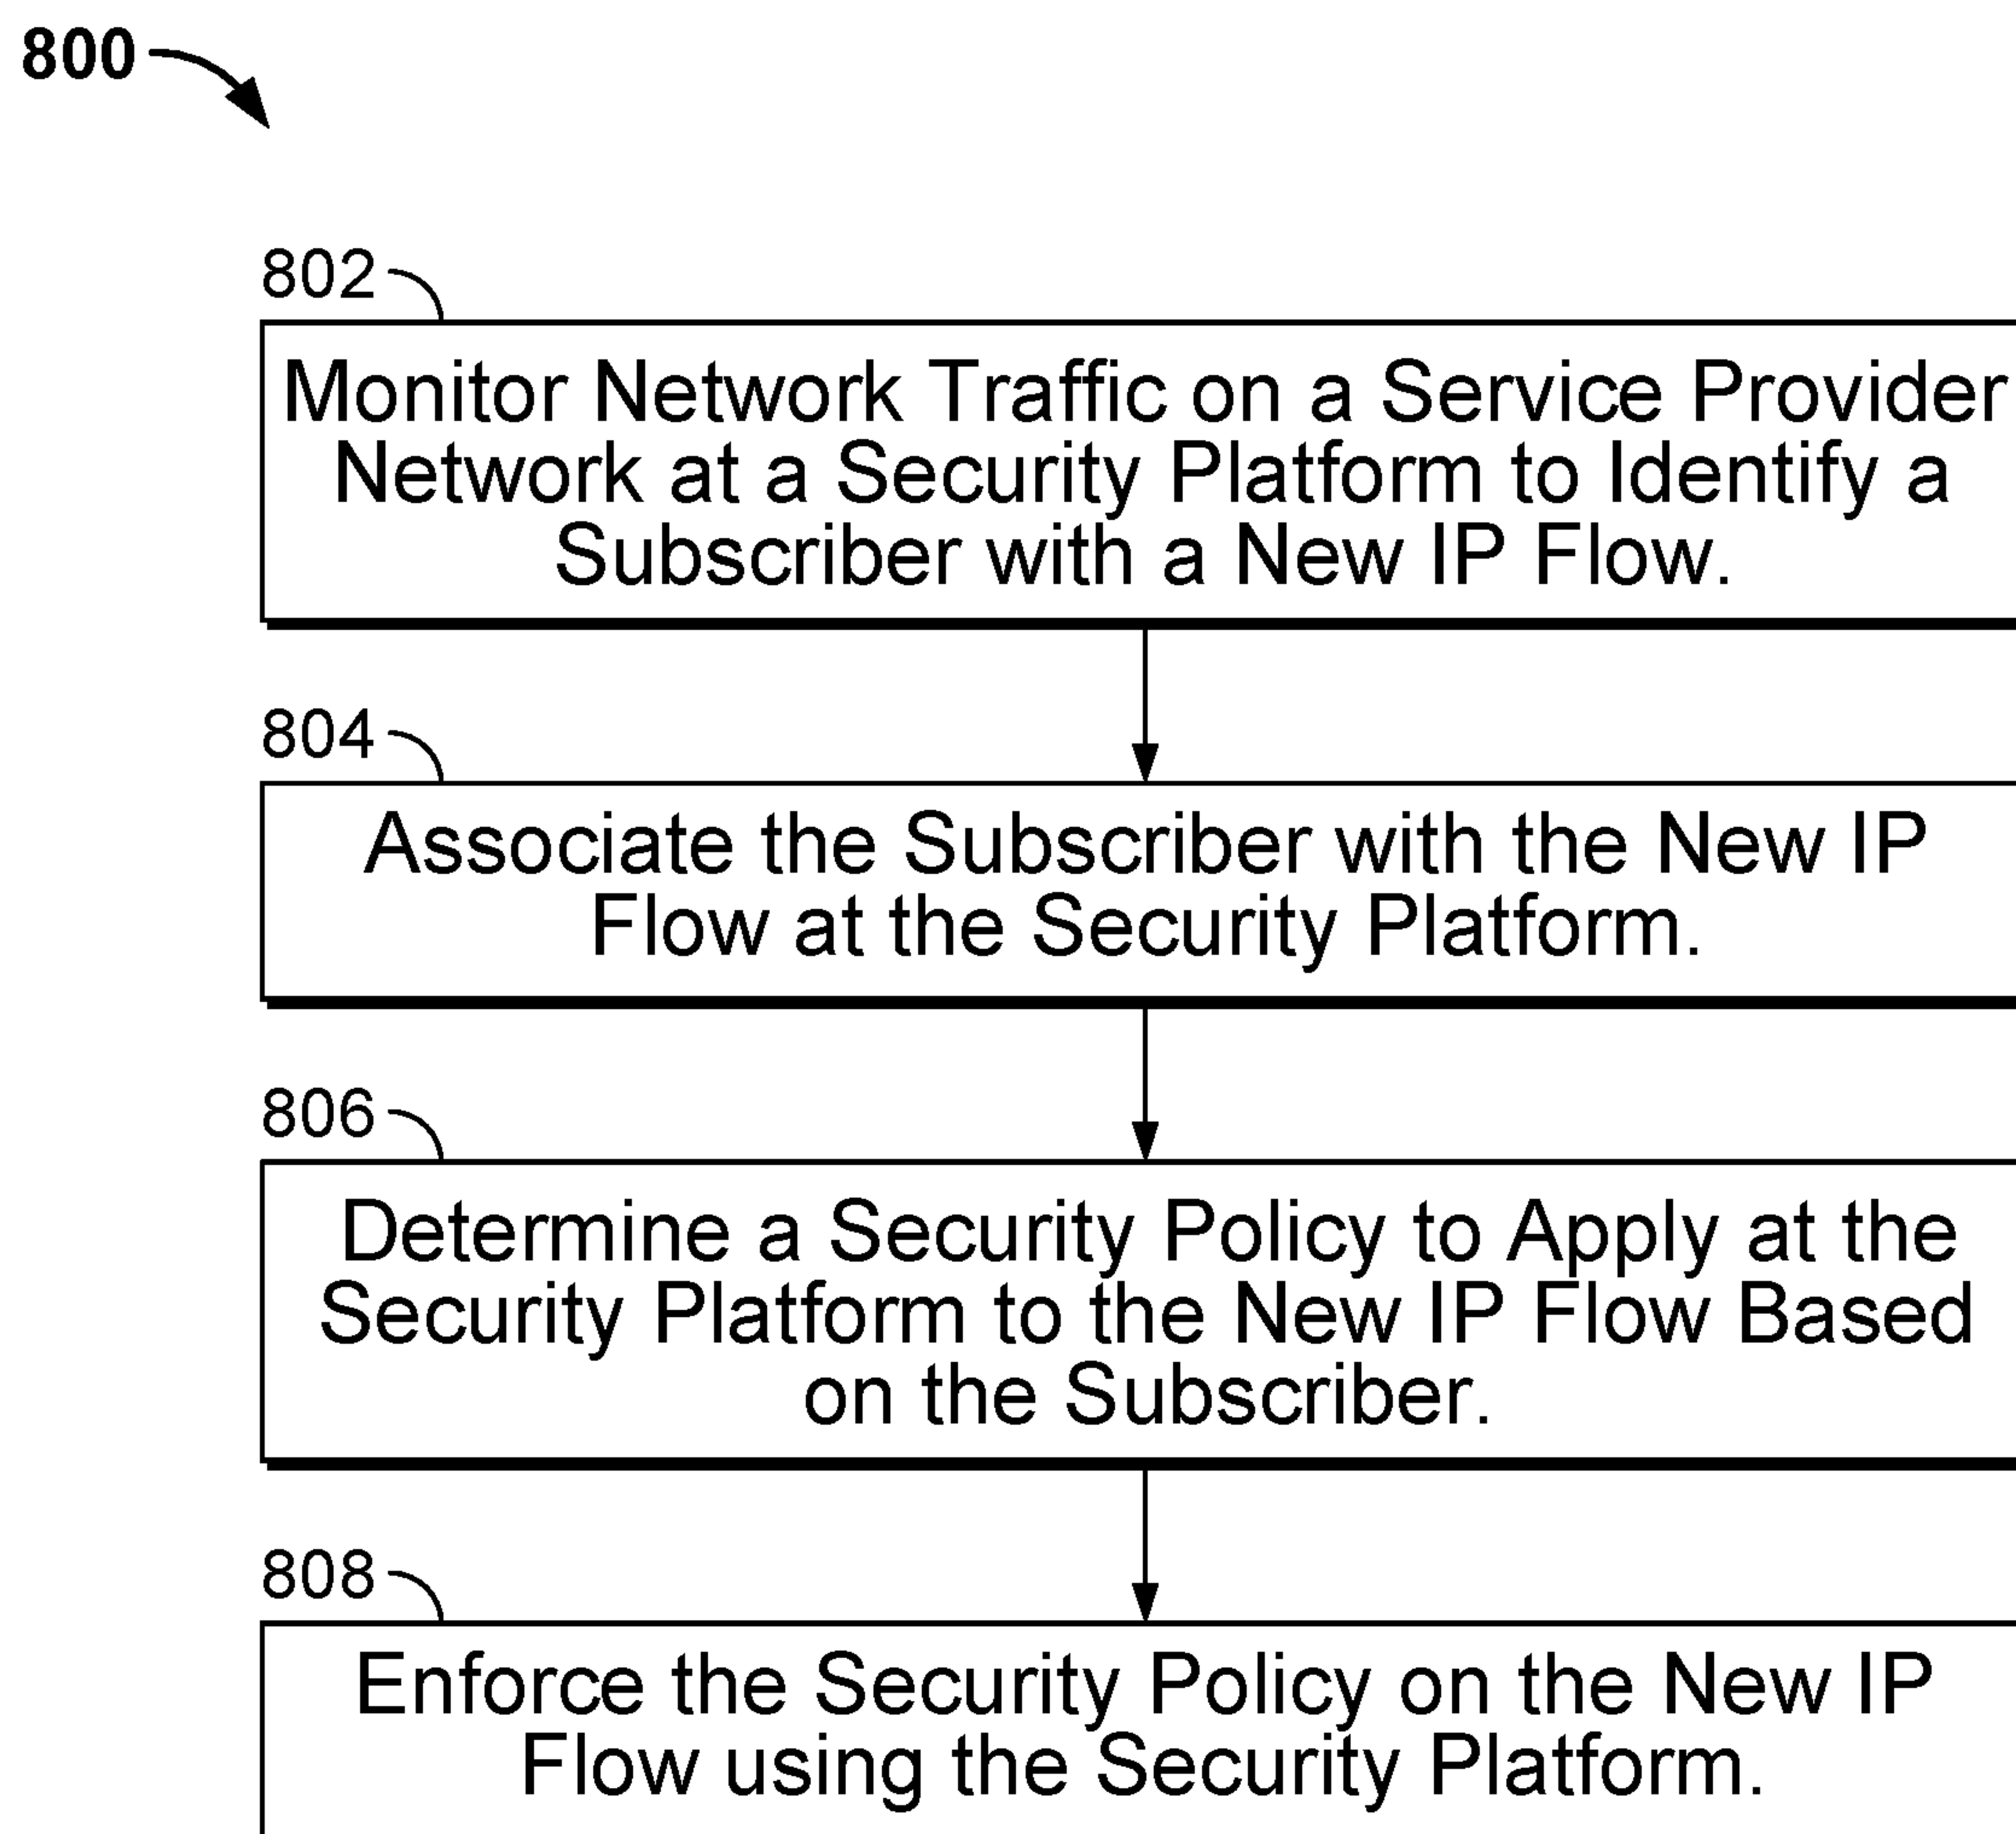 800
802
Monitor Network Traffic on a Service Provider
Network at a Security Platform to Identify a
Subscriber with a New IP Flow.
804
Associate the Subscriber with the New IP
Flow at the Security Platform.
806
Determine a Security Policy to Apply at the
Security Platform to the New IP Flow Based
on the Subscriber.
808
Enforce the Security Policy on the New IP
Flow using the Security Platform.